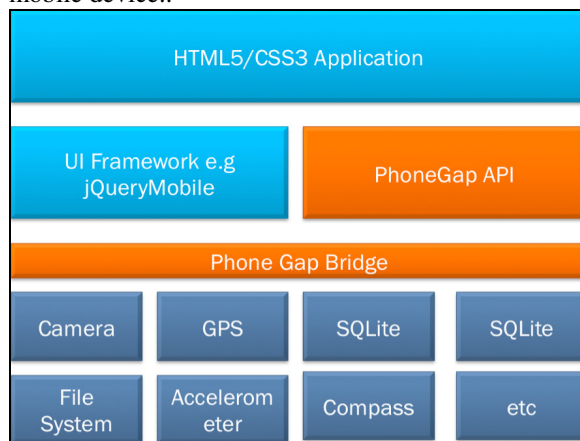 mobile device..
HTML5/CSS3 Application
UI Framework e.g
jQueryMobile
PhoneGap API
Phone Gap Bridge
Camera
GPS
SQLite
SQLite
File
System
Accelerom
eter
Compass
etc